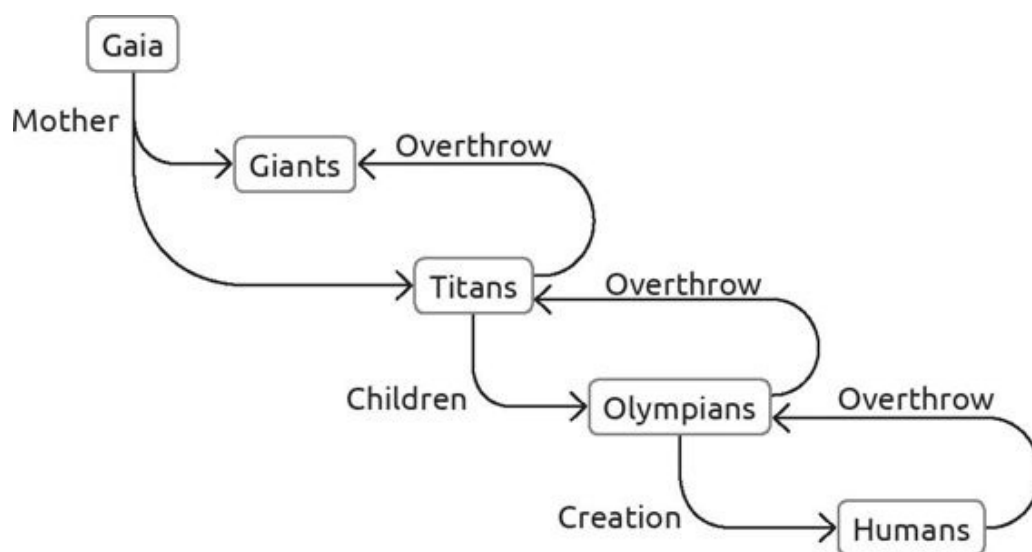 Gaia
Mother
Overthrow
Giants
Titans
Overthrow
Children
Olympians
Overthrow
Creation
Humans